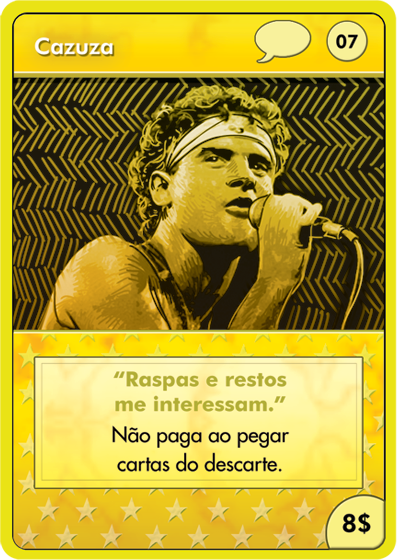 Cazuza
07
“Raspas e restos
me interessam.”
Não paga ao pegar
cartas do descarte.
8$